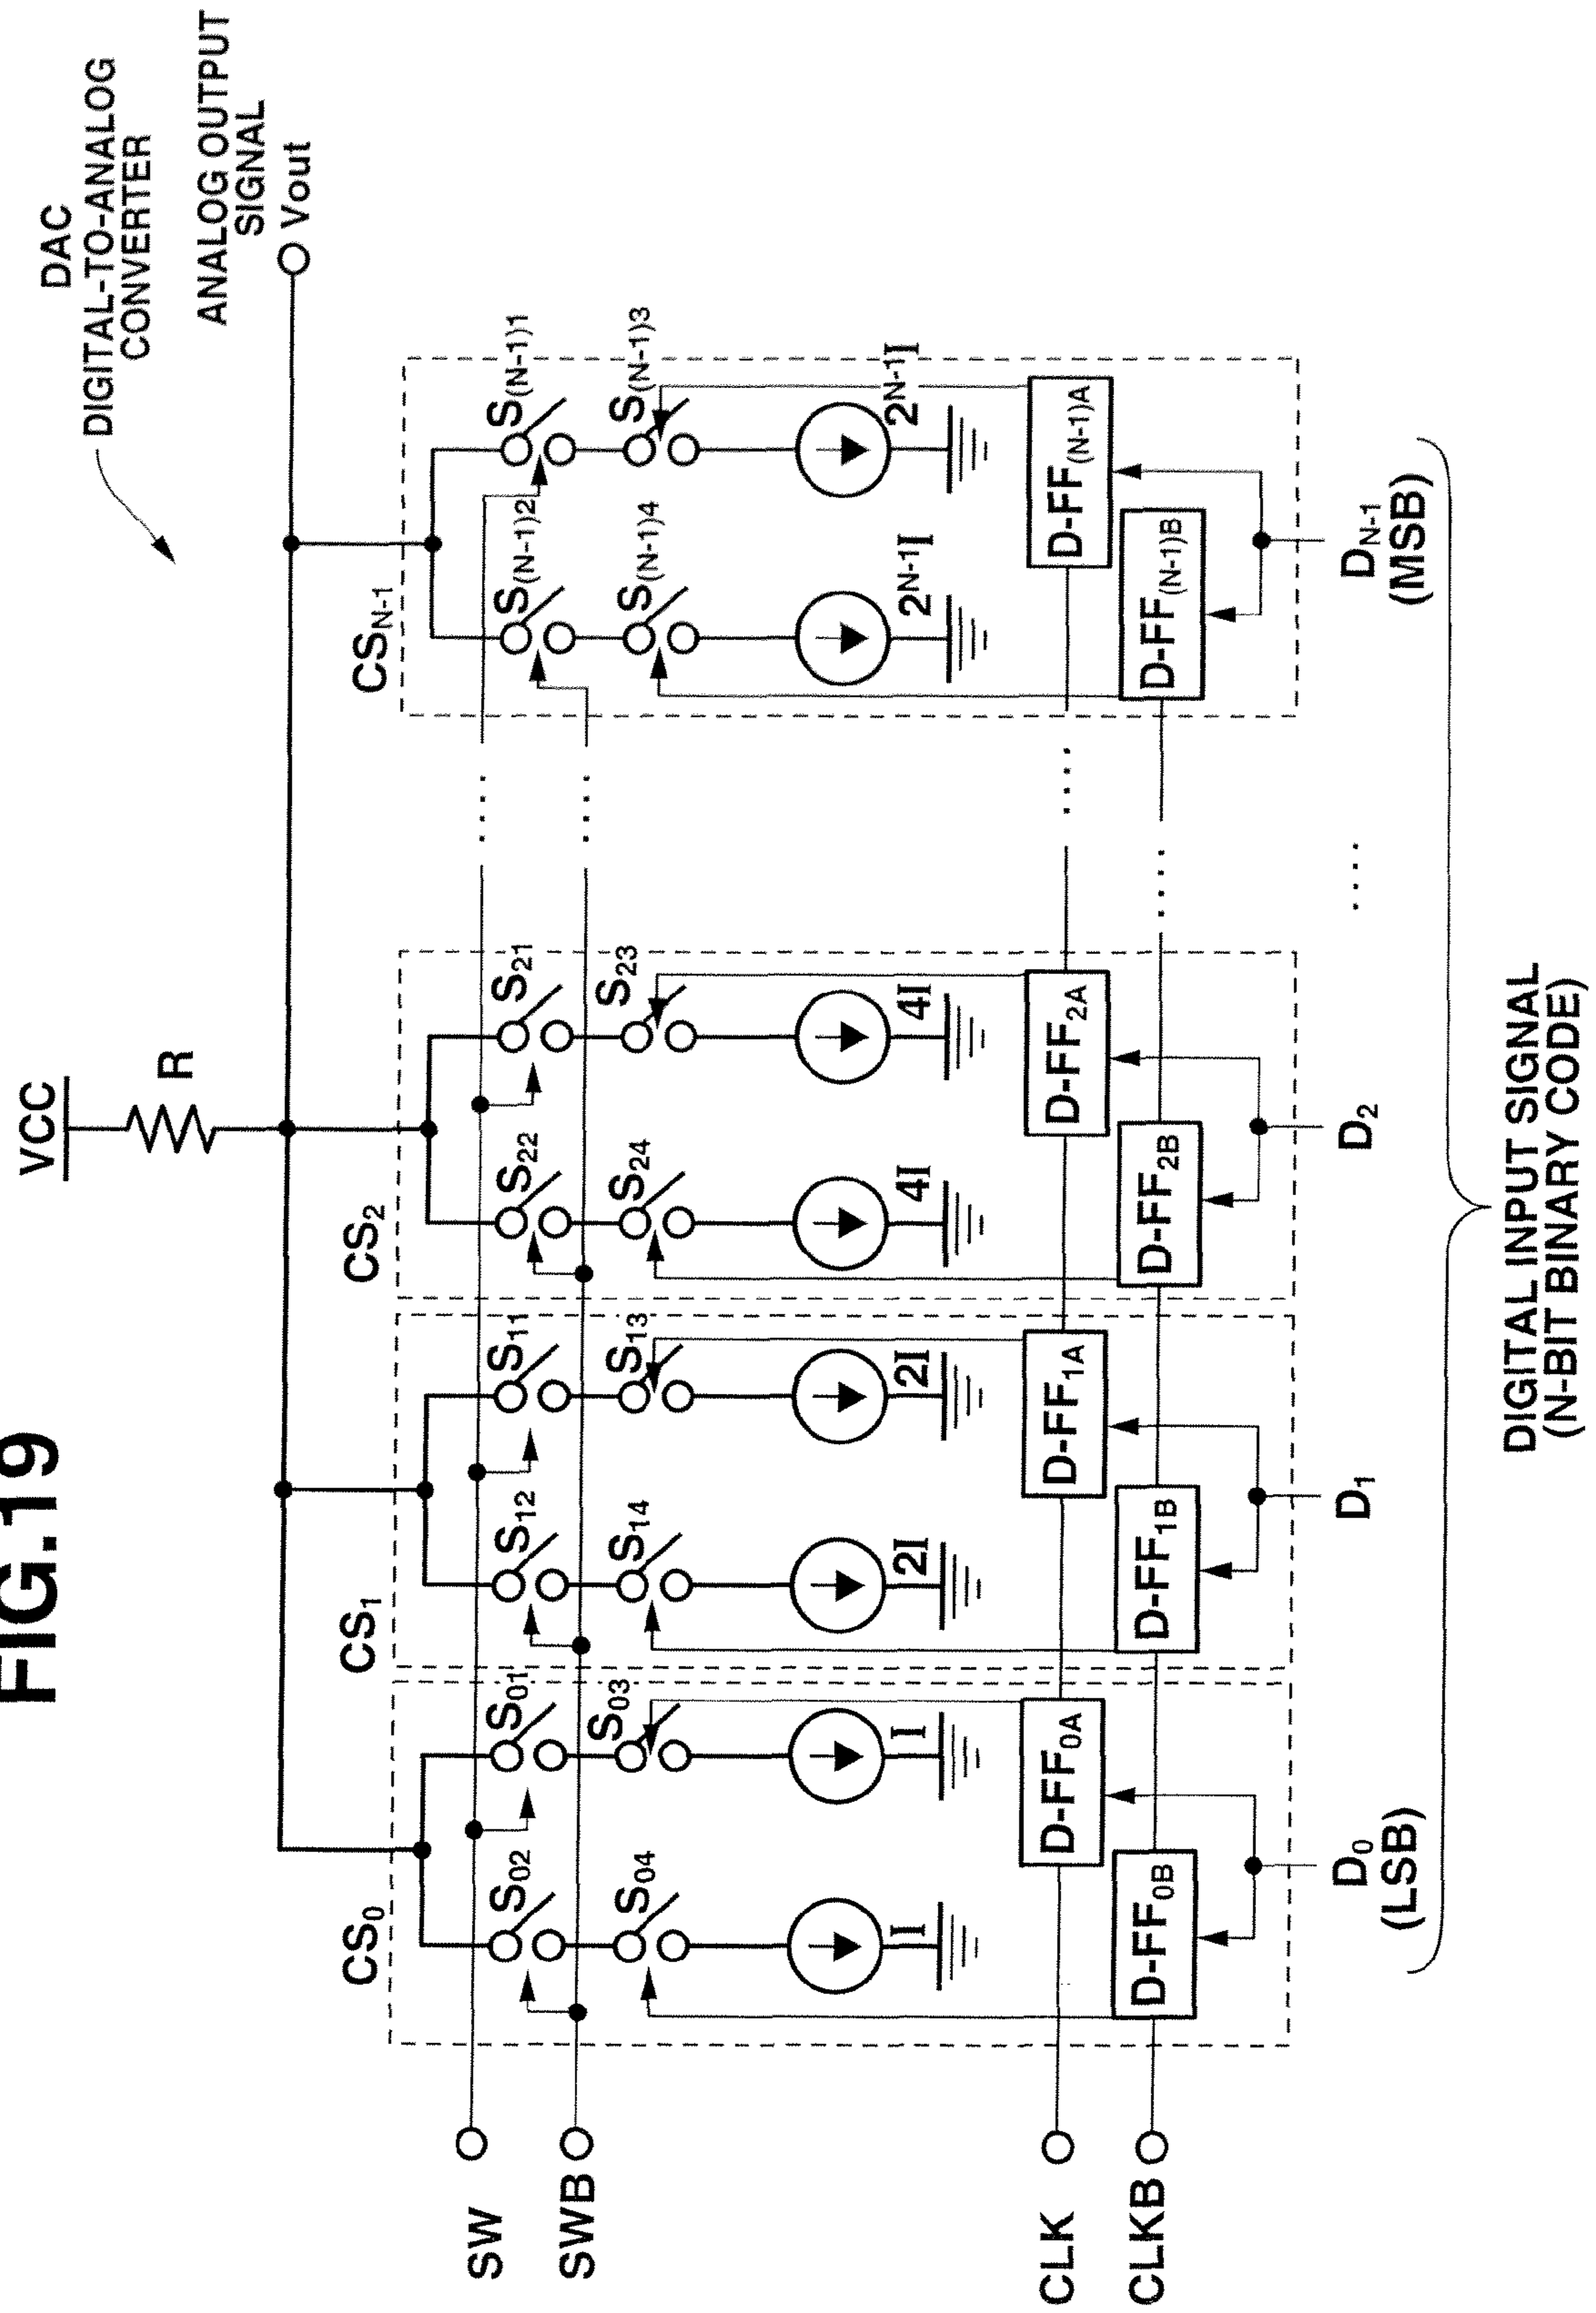 FIG.19
DAC
DIGITAL-TO-ANALOG
CONVERTER
VCC
R
ANALOG OUTPUT
SIGNAL
Vout
CS0
CS1
CS2
CSN-1
SW
SWB
S02
S01
S12
S11
S22
S21
S(N-1)2
S(N-1)1
S04
S03
S14
S13
S24
S23
S(N-1)4
S(N-1)3
I
I
2I
2I
4I
4I
2N-1I
2N-1I
CLK
CLKB
D-FF0A
D-FF1A
D-FF2A
D-FF(N-1)A
D-FF0B
D-FF1B
D-FF2B
D-FF(N-1)B
D0
(LSB)
D1
D2
....
DN-1
(MSB)
DIGITAL INPUT SIGNAL
(N-BIT BINARY CODE)